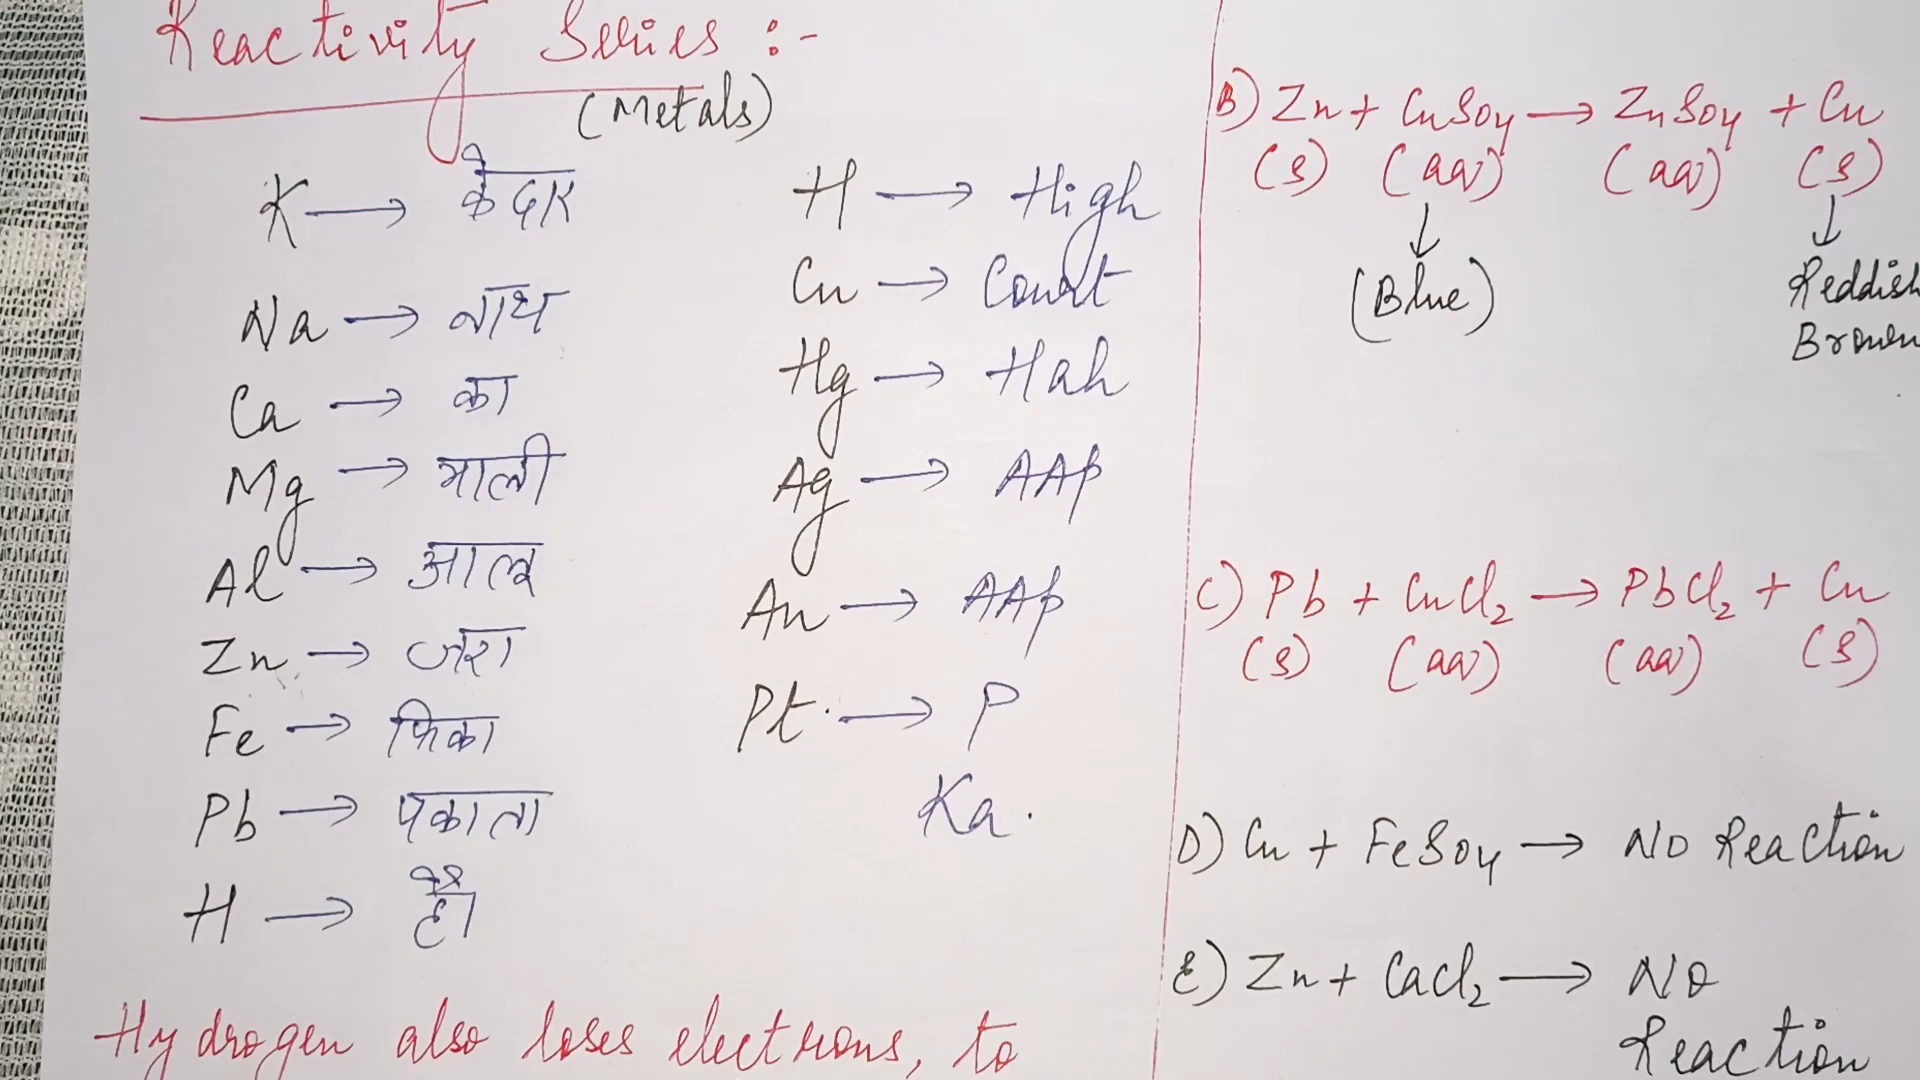 Reactivity Series :-
(Metals)
K → केदार
Na → नाथ
Ca → का
Mg → माली
Al → आलू
Zn → जरा
Fe → फिका
Pb → पकाता
H → है।
Hydrogen also loses electrons, to
H → High
Cu → Court
Hg → Hah
Ag → AAp
Au → AAp
Pt. → P
Ka.
B) Zn + CuSO4 → ZnSO4 + Cu
(s) (aq) (aq) (s)
↓ ↓
(Blue) Reddish
Brown
C) Pb + CuCl2 → PbCl2 + Cu
(s) (aq) (aq) (s)
D) Cu + FeSO4 → NO Reaction
E) Zn + CaCl2 → NO
Reaction